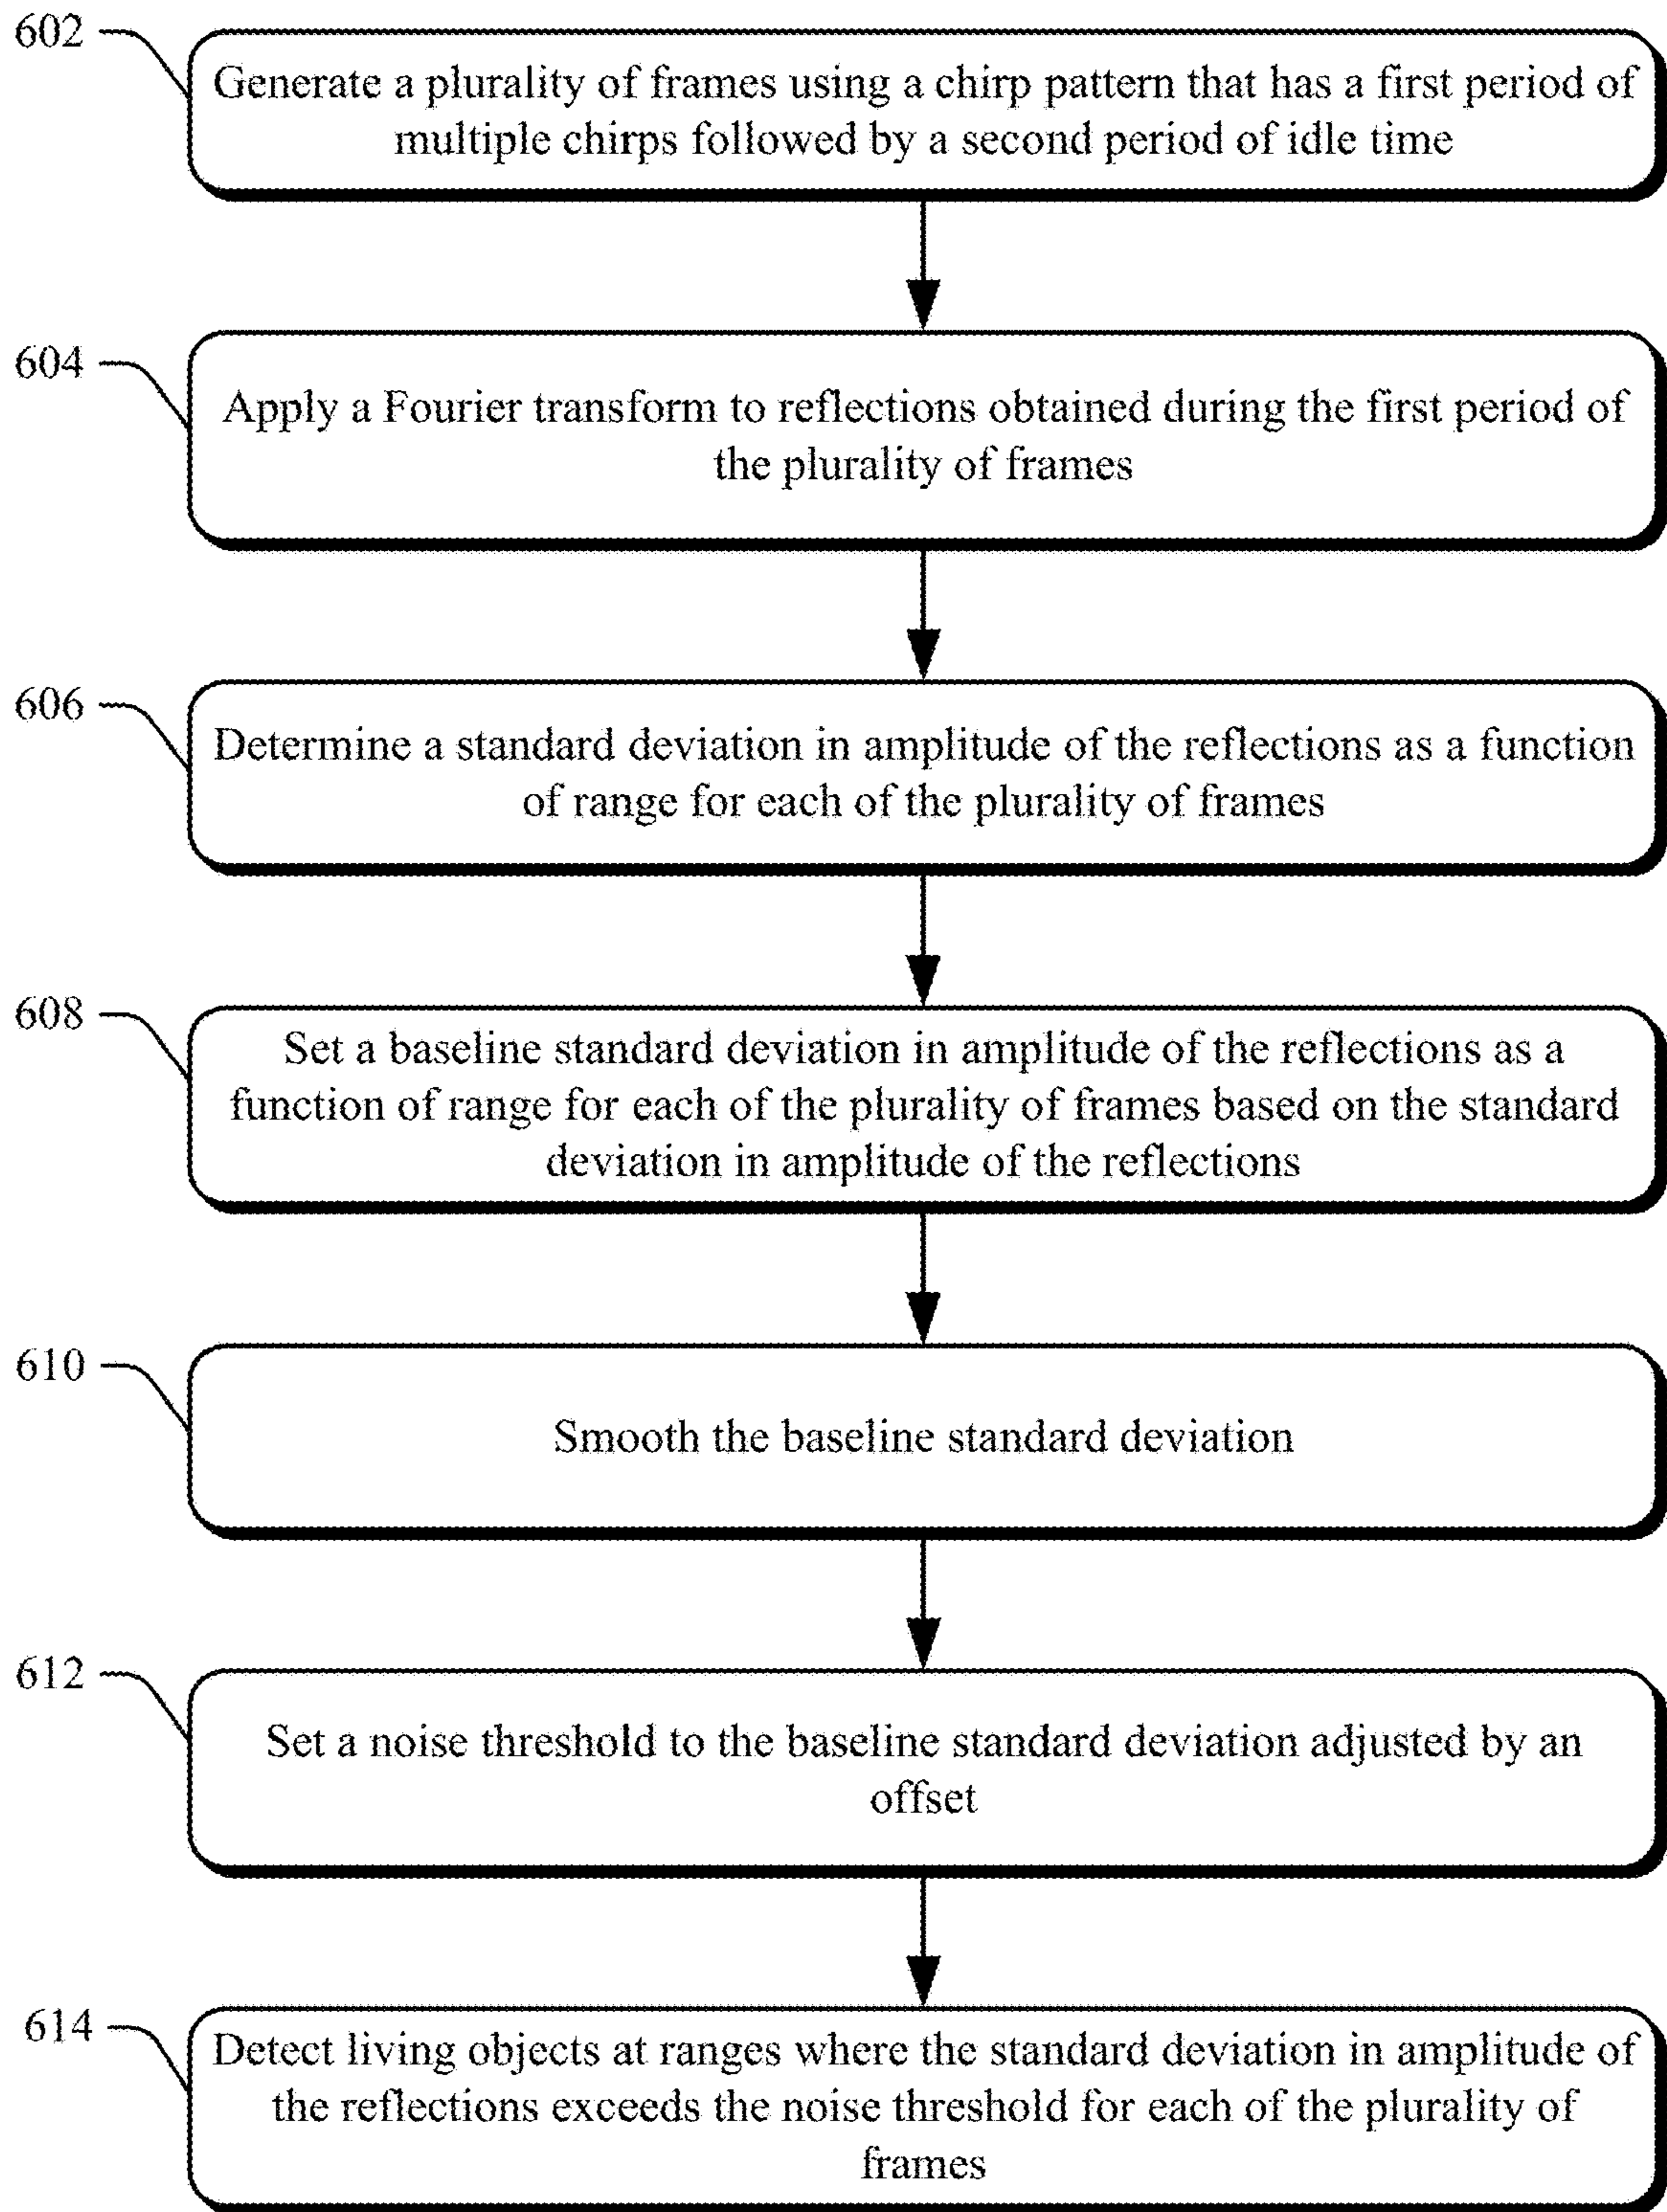 602
Generate a plurality of frames using a chirp pattern that has a first period of
multiple chirps followed by a second period of idle time
604
Apply a Fourier transform to reflections obtained during the first period of
the plurality of frames
606
Determine a standard deviation in amplitude of the reflections as a function
of range for each of the plurality of frames
608
Set a baseline standard deviation in amplitude of the reflections as a
function of range for each of the plurality of frames based on the standard
deviation in amplitude of the reflections
610
Smooth the baseline standard deviation
612
Set a noise threshold to the baseline standard deviation adjusted by an
offset
614
Detect living objects at ranges where the standard deviation in amplitude of
the reflections exceeds the noise threshold for each of the plurality of
frames